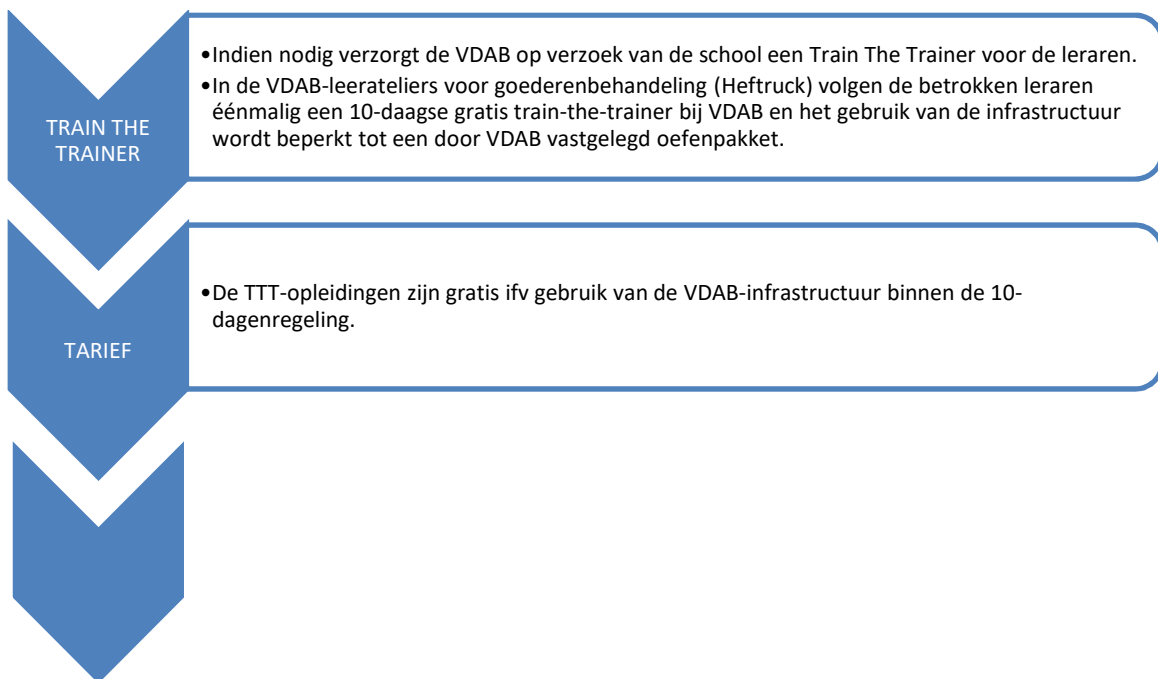 •Indien nodig verzorgt de VDAB op verzoek van de school een Train The Trainer voor de leraren.
•In de VDAB-leerateliers voor goederenbehandeling (Heftruck) volgen de betrokken leraren
éénmalig een 10-daagse gratis train-the-trainer bij VDAB en het gebruik van de infrastructuur
wordt beperkt tot een door VDAB vastgelegd oefenpakket.
TRAIN THE
TRAINER
•De TTT-opleidingen zijn gratis ifv gebruik van de VDAB-infrastructuur binnen de 10-
dagenregeling.
TARIEF